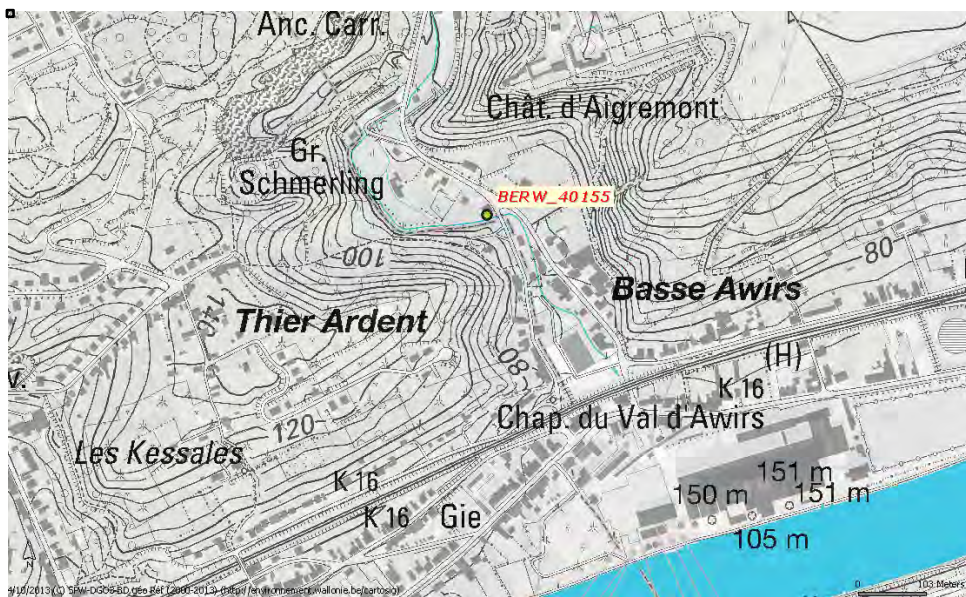 Anc. Carr.
Chât. d'Aigremont
Gr.
Schmerling
BERW_40155
100
80
Basse Awirs
140
Thier Ardent
80
(H)
K 16
Chap. du Val d'Awirs
120
Les Kessales
K 16
151 m
150 m
151 m
K 16
Gie
105 m
v.
0
103 Meters